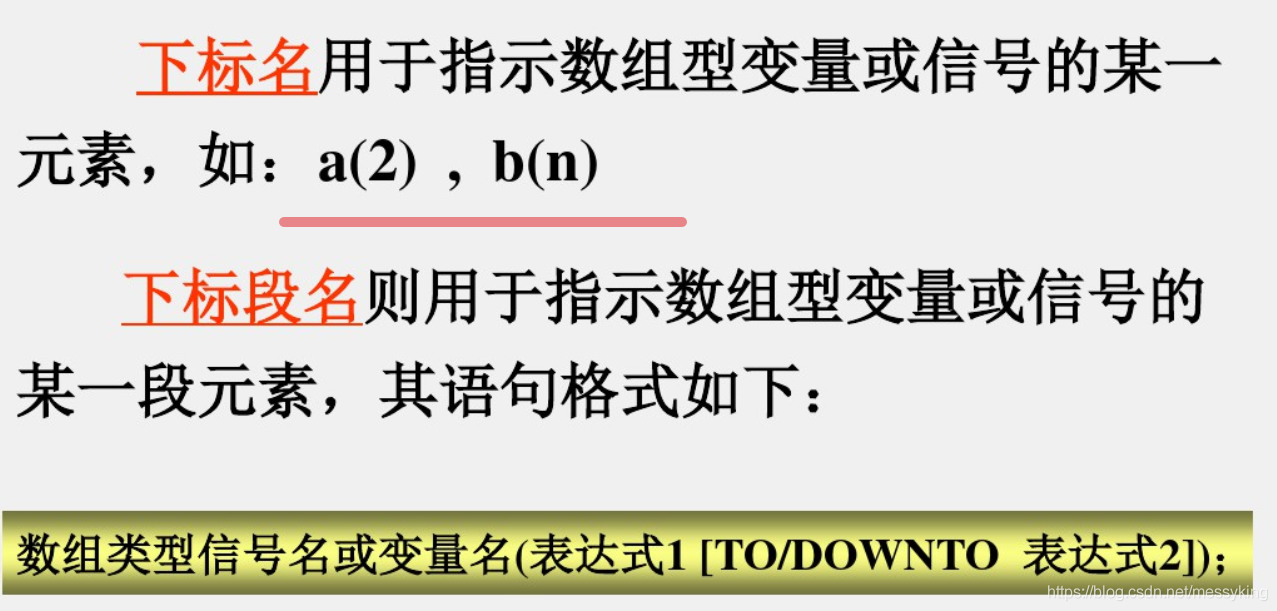 下标名用于指示数组型变量或信号的某一
元素，如：a(2) , b(n)
下标段名则用于指示数组型变量或信号的
某一段元素，其语句格式如下：
数组类型信号名或变量名(表达式1 [TO/DOWNTO 表达式2])；
https://blog.csdn.net/messyking